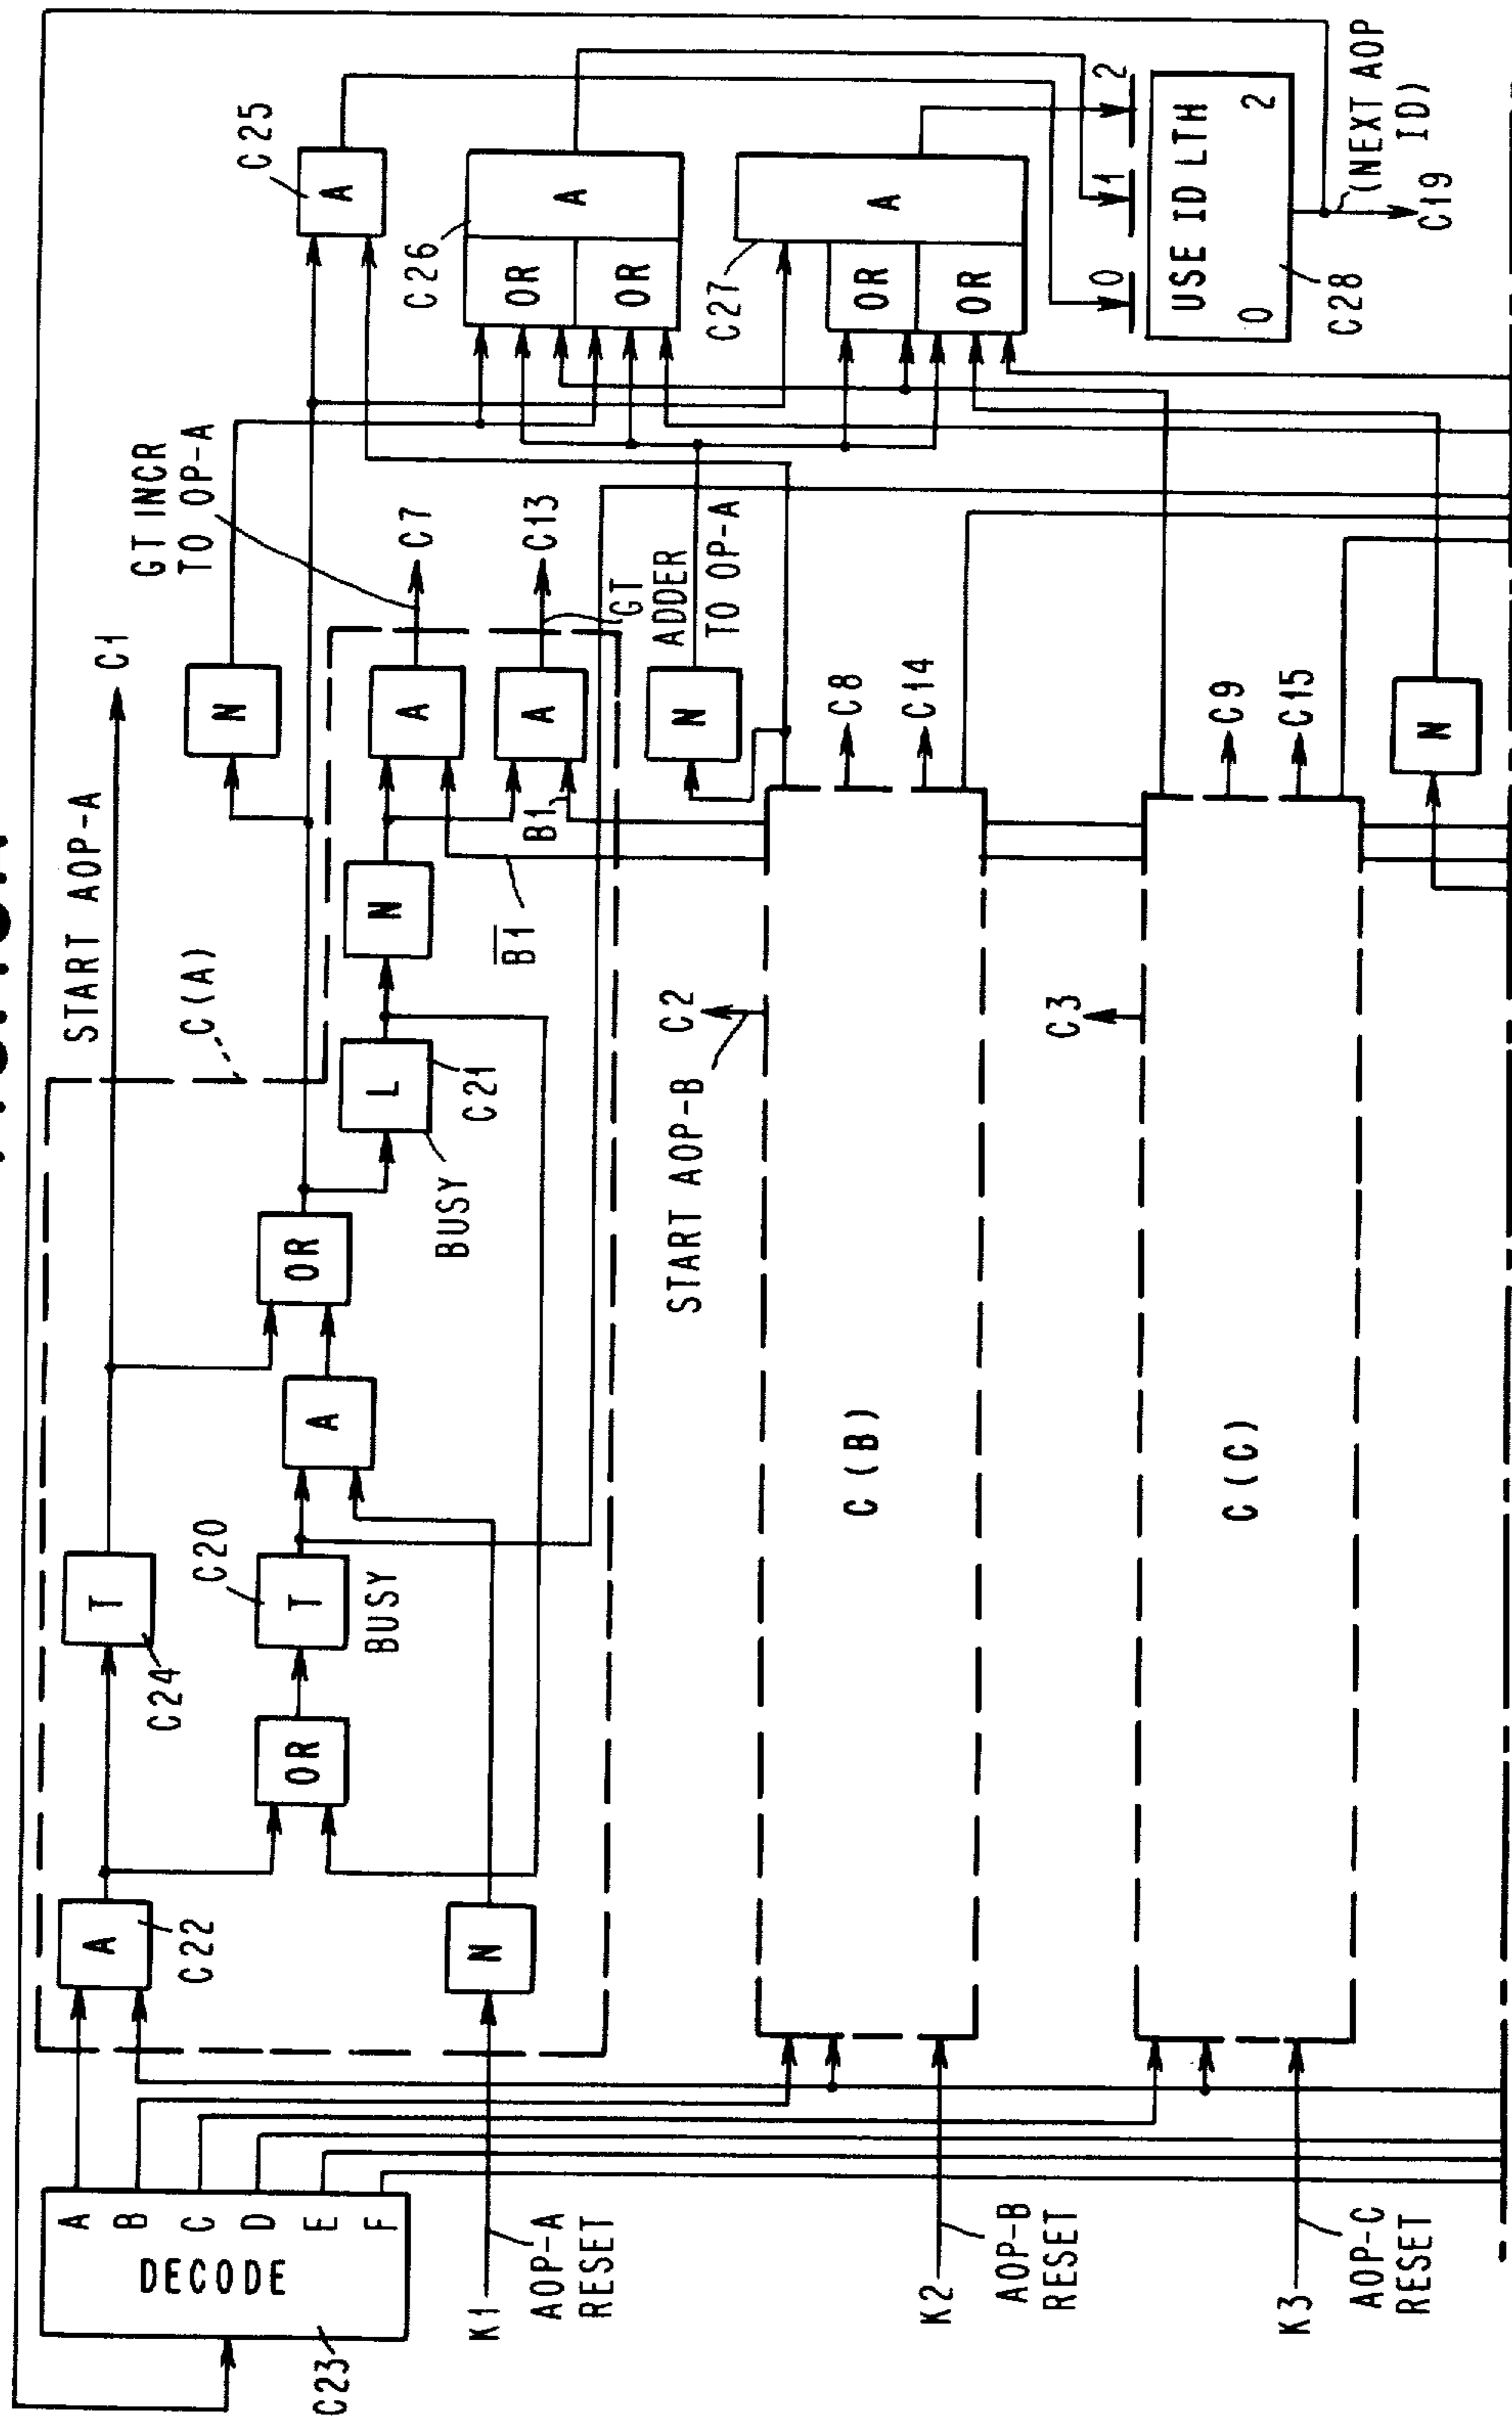 START AOP-A
C1
C(A)
GT INCR
TO OP-A
C25
A
C24
T
A
C22
C20
T
BUSY
OR
A
OR
L
BUSY
C21
N
N
A
C7
A
C13
GT
ADDER
TO OP-A
B1
B1
N
N
C26
OR
OR
A
C27
OR
OR
A
0
1
2
USE ID LTH
0
2
C28
(NEXT AOP
ID)
C19
A
B
C
D
E
F
DECODE
C23
K1
AOP-A
RESET
START AOP-B
C2
C(B)
C8
C14
K2
AOP-B
RESET
C3
C(C)
C9
C15
N
K3
AOP-C
RESET